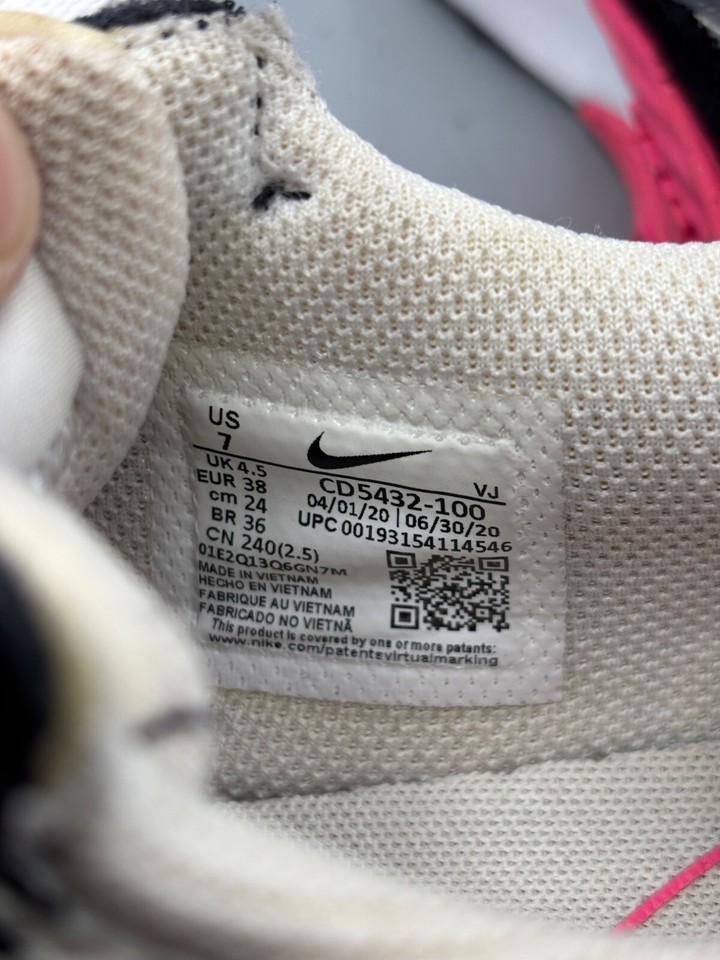 US
7
UK 4.5
EUR 38
cm 24
BR 36
CN 240(2.5)
VJ
CD5432-100
04/01/20 | 06/30/20
UPC 00193154114546
01E2Q13Q6GN7M
MADE IN VIETNAM
HECHO EN VIETNAM
FABRIQUE AU VIETNAM
FABRICADO NO VIETNÃ
This product is covered by one or more patents:
www.nike.com/patentsvirtualmarking